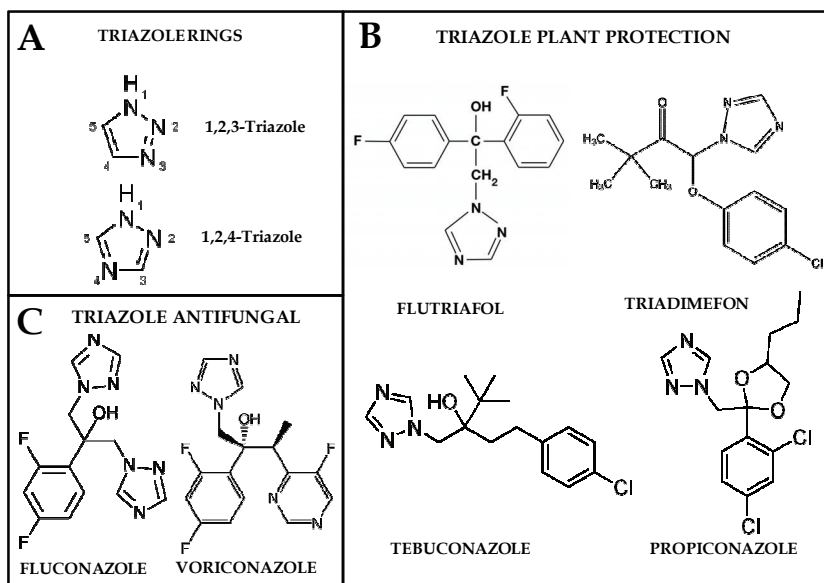 A
TRIAZOLERINGS
H
N 1
5 N 2
4 N 3
1,2,3-Triazole
H
N 1
5 N 2
N 4 3
1,2,4-Triazole
B
TRIAZOLE PLANT PROTECTION
F
OH
F
C
CH2
N
N
N
FLUTRIAFOL
O
N
N
N
H3C
H3C
CH3
O
Cl
TRIADIMEFON
N
N
N
HO
Cl
TEBUCONAZOLE
N
N
N
O
O
Cl
Cl
PROPICONAZOLE
C
TRIAZOLE ANTIFUNGAL
N
N
N
OH
F
N
N
N
F
FLUCONAZOLE
N
N
N
OH
F
F
N
N
F
VORICONAZOLE